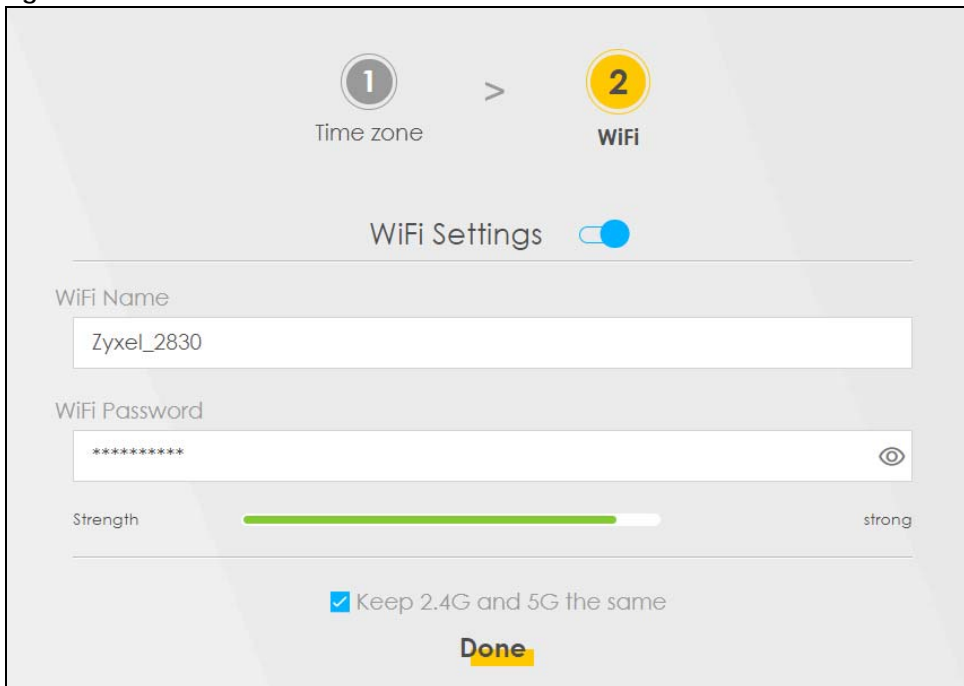 1 > 2
Time zone WiFi
WiFi Settings
WiFi Name
Zyxel_2830
WiFi Password
**********
Strength strong
Keep 2.4G and 5G the same
Done